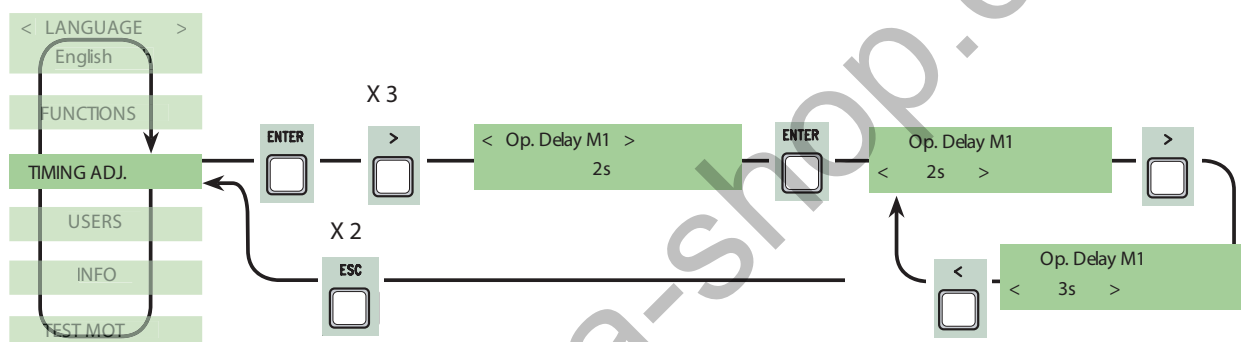 < LANGUAGE >
English
FUNCTIONS
TIMING ADJ.
USERS
INFO
TEST MOT
ENTER
X 3
>
< Op. Delay M1 >
2s
ENTER
Op. Delay M1
< 2s >
>
Op. Delay M1
< 3s >
<
X 2
ESC
a-shop.c